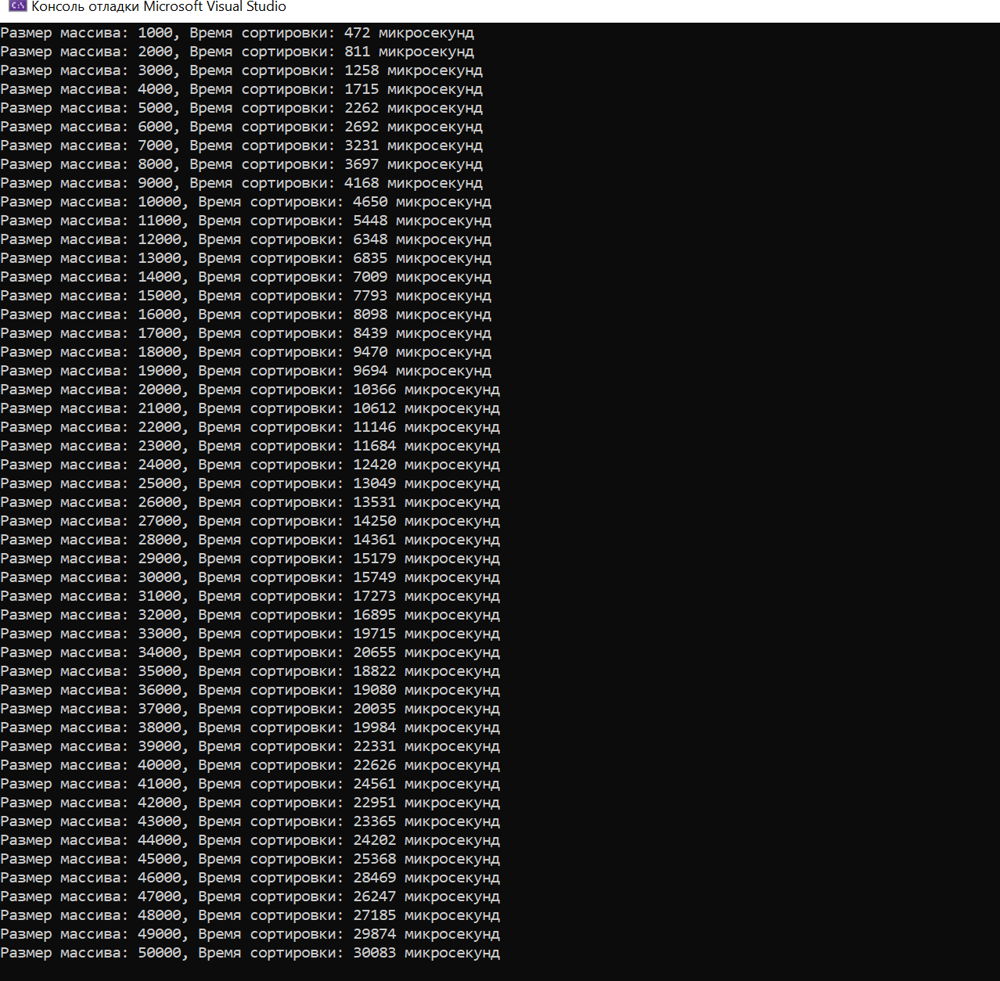 Консоль отладки Microsoft Visual Studio
Размер массива: 1000, Время сортировки: 472 микросекунд
Размер массива: 2000, Время сортировки: 811 микросекунд
Размер массива: 3000, Время сортировки: 1258 микросекунд
Размер массива: 4000, Время сортировки: 1715 микросекунд
Размер массива: 5000, Время сортировки: 2262 микросекунд
Размер массива: 6000, Время сортировки: 2692 микросекунд
Размер массива: 7000, Время сортировки: 3231 микросекунд
Размер массива: 8000, Время сортировки: 3697 микросекунд
Размер массива: 9000, Время сортировки: 4168 микросекунд
Размер массива: 10000, Время сортировки: 4650 микросекунд
Размер массива: 11000, Время сортировки: 5448 микросекунд
Размер массива: 12000, Время сортировки: 6348 микросекунд
Размер массива: 13000, Время сортировки: 6835 микросекунд
Размер массива: 14000, Время сортировки: 7009 микросекунд
Размер массива: 15000, Время сортировки: 7793 микросекунд
Размер массива: 16000, Время сортировки: 8098 микросекунд
Размер массива: 17000, Время сортировки: 8439 микросекунд
Размер массива: 18000, Время сортировки: 9470 микросекунд
Размер массива: 19000, Время сортировки: 9694 микросекунд
Размер массива: 20000, Время сортировки: 10366 микросекунд
Размер массива: 21000, Время сортировки: 10612 микросекунд
Размер массива: 22000, Время сортировки: 11146 микросекунд
Размер массива: 23000, Время сортировки: 11684 микросекунд
Размер массива: 24000, Время сортировки: 12420 микросекунд
Размер массива: 25000, Время сортировки: 13049 микросекунд
Размер массива: 26000, Время сортировки: 13531 микросекунд
Размер массива: 27000, Время сортировки: 14250 микросекунд
Размер массива: 28000, Время сортировки: 14361 микросекунд
Размер массива: 29000, Время сортировки: 15179 микросекунд
Размер массива: 30000, Время сортировки: 15749 микросекунд
Размер массива: 31000, Время сортировки: 17273 микросекунд
Размер массива: 32000, Время сортировки: 16895 микросекунд
Размер массива: 33000, Время сортировки: 19715 микросекунд
Размер массива: 34000, Время сортировки: 20655 микросекунд
Размер массива: 35000, Время сортировки: 18822 микросекунд
Размер массива: 36000, Время сортировки: 19080 микросекунд
Размер массива: 37000, Время сортировки: 20035 микросекунд
Размер массива: 38000, Время сортировки: 19984 микросекунд
Размер массива: 39000, Время сортировки: 22331 микросекунд
Размер массива: 40000, Время сортировки: 22626 микросекунд
Размер массива: 41000, Время сортировки: 24561 микросекунд
Размер массива: 42000, Время сортировки: 22951 микросекунд
Размер массива: 43000, Время сортировки: 23365 микросекунд
Размер массива: 44000, Время сортировки: 24202 микросекунд
Размер массива: 45000, Время сортировки: 25368 микросекунд
Размер массива: 46000, Время сортировки: 28469 микросекунд
Размер массива: 47000, Время сортировки: 26247 микросекунд
Размер массива: 48000, Время сортировки: 27185 микросекунд
Размер массива: 49000, Время сортировки: 29874 микросекунд
Размер массива: 50000, Время сортировки: 30083 микросекунд